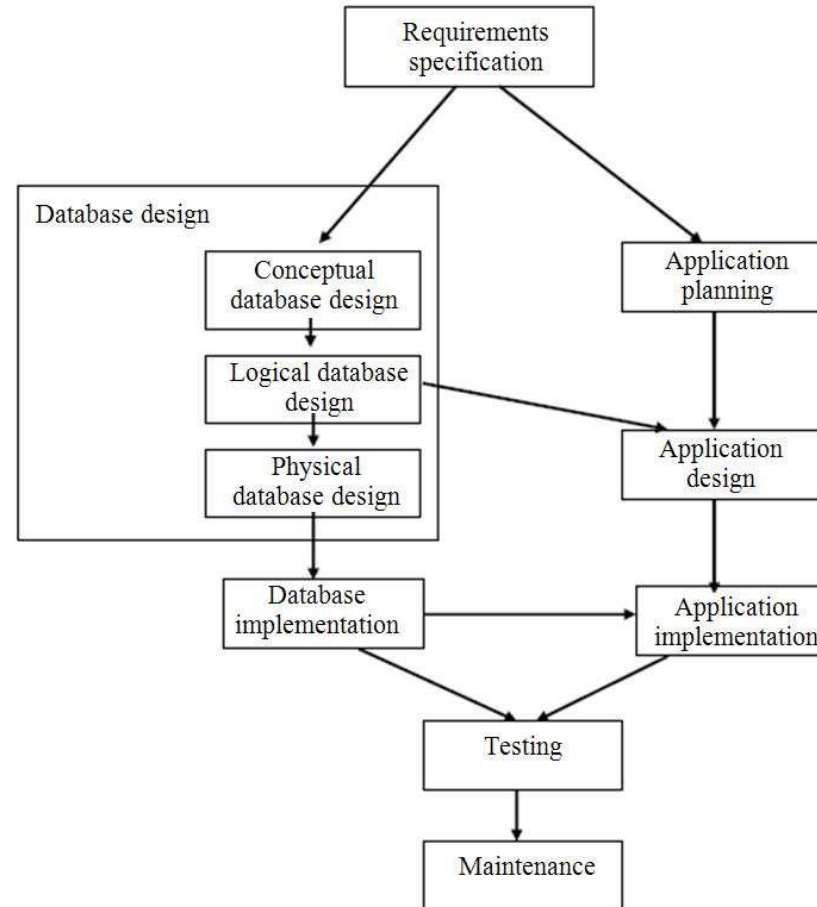 Requirements
specification
Database design
Conceptual
database design
Application
planning
Logical database
design
Application
design
Physical
database design
Database
implementation
Application
implementation
Testing
Maintenance